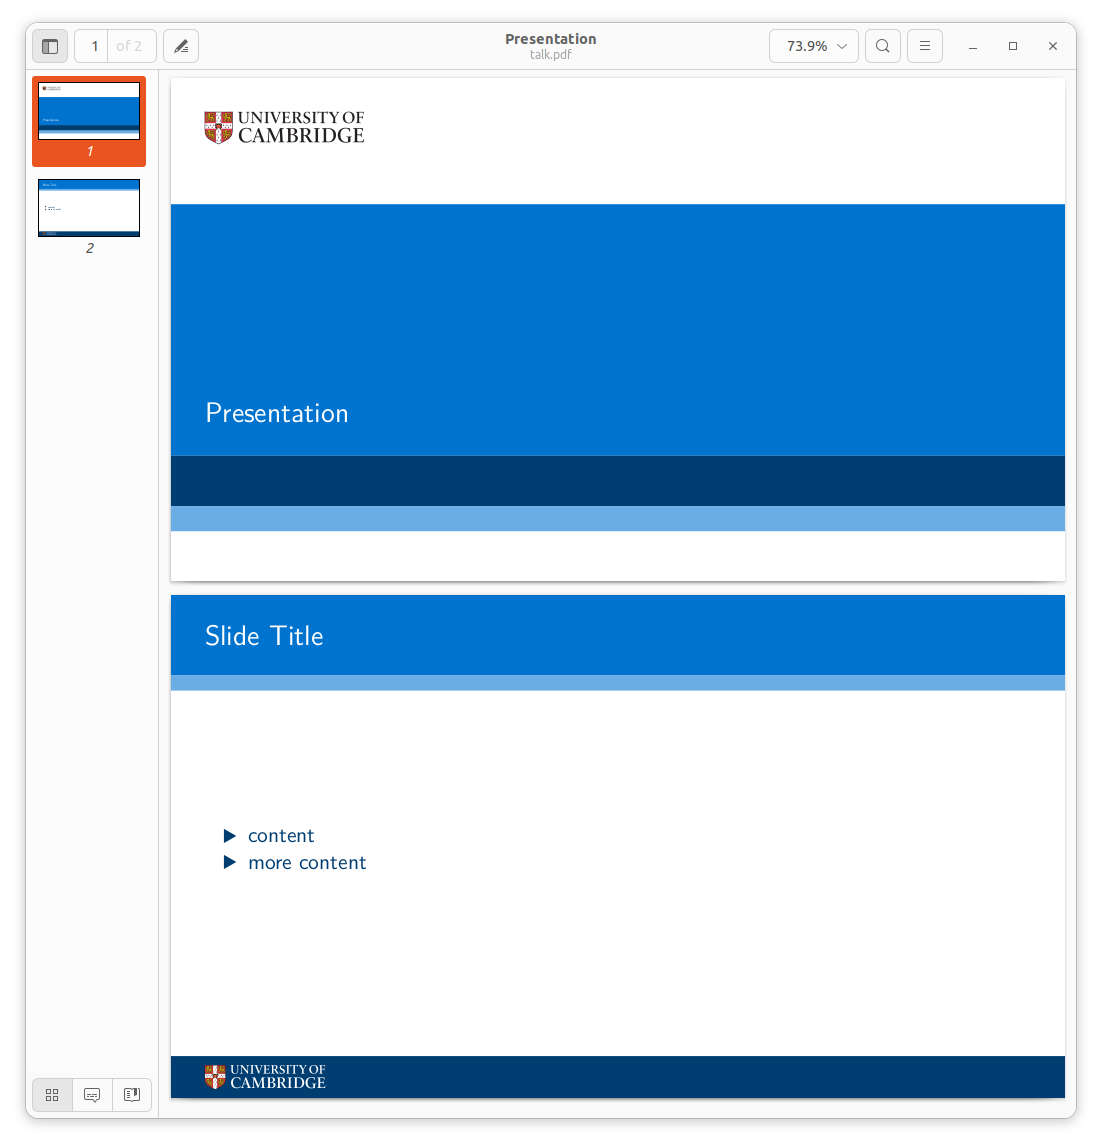 1 of 2
Presentation
talk.pdf
73.9%
1
2
UNIVERSITY OF
CAMBRIDGE
Presentation
Slide Title
content
more content
UNIVERSITY OF
CAMBRIDGE